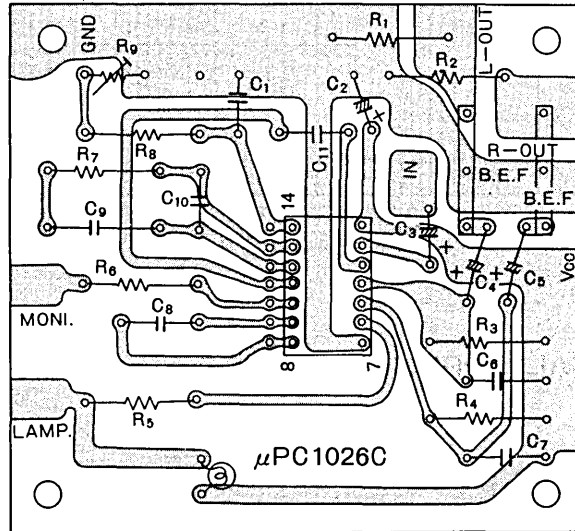 GND
R9
R1
L-OUT
R2
C1
C2
+
R8
C11
R-OUT
R7
IN
B.E.F
B.E.F
C10
14
C9
C3
+
Vcc
R6
+
C4
+
C5
MONI.
C8
R3
C6
8
7
R4
R5
LAMP.
C7
μPC1026C